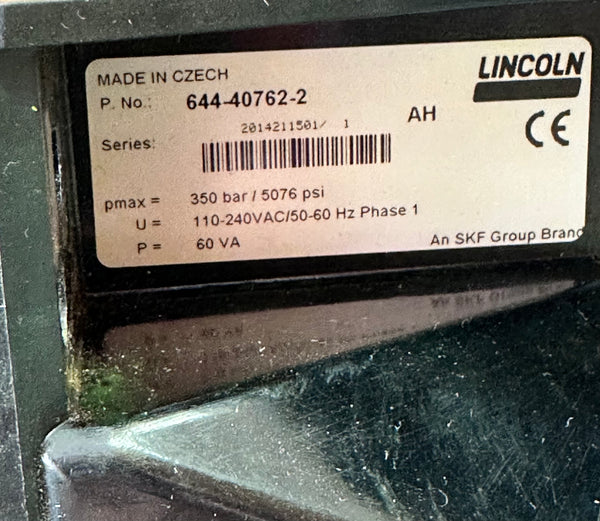 MADE IN CZECH
LINCOLN
P. No.: 644-40762-2
AH
CE
2014211501/ 1
Series:
pmax = 350 bar / 5076 psi
U = 110-240VAC/50-60 Hz Phase 1
P = 60 VA
An SKF Group Brand